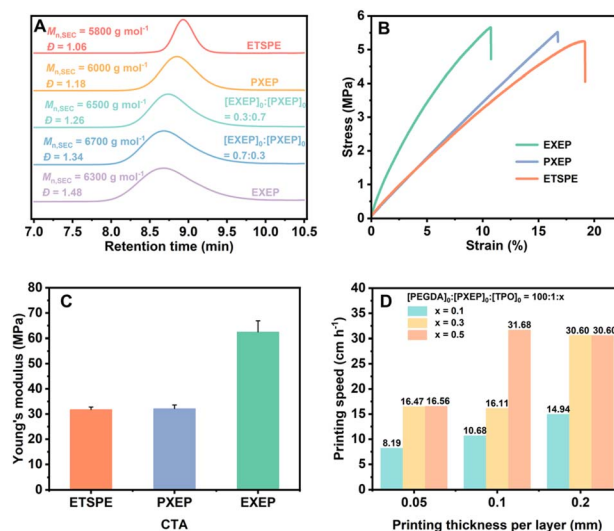 A
M n,SEC = 5800 g mol-1
Đ = 1.06
ETSPE
M n,SEC = 6000 g mol-1
Đ = 1.18
PXEP
M n,SEC = 6500 g mol-1
Đ = 1.26
[EXEP]0:[PXEP]0
= 0.3:0.7
M n,SEC = 6700 g mol-1
Đ = 1.34
[EXEP]0:[PXEP]0
= 0.7:0.3
M n,SEC = 6300 g mol-1
Đ = 1.48
EXEP
7.0 7.5 8.0 8.5 9.0 9.5 10.0 10.5
Retention time (min)
B
Stress (MPa)
7
6
5
4
3
2
1
0
EXEP
PXEP
ETSPE
0 5 10 15 20
Strain (%)
C
Young's modulus (MPa)
80
70
60
50
40
30
20
10
0
ETSPE PXEP EXEP
CTA
D
Printing speed (cm h-1)
45
40
35
30
25
20
15
10
5
0
[PEGDA]0:[PXEP]0:[TPO]0 = 100:1:x
x = 0.1
x = 0.3
x = 0.5
8.19 16.47 16.56
10.68 16.11 31.68
14.94 30.60 30.60
0.05 0.1 0.2
Printing thickness per layer (mm)